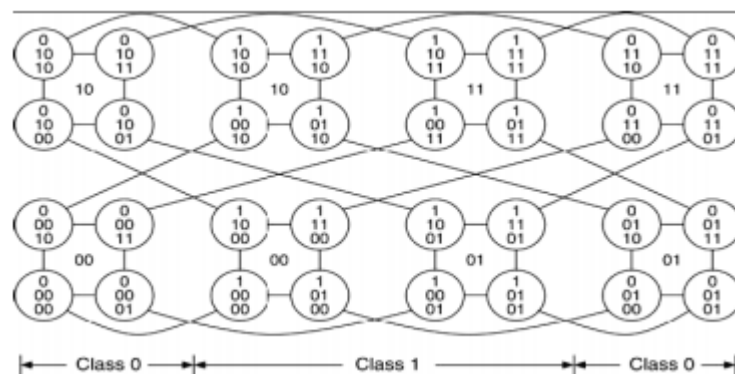 0 0 1 1 1 1 0 0
10 10 10 11 10 11 11 11
10 11 10 10 11 11 10 11
10 10 11 11
0 0 1 1 1 1 0 0
10 10 00 01 00 01 11 11
00 01 10 10 11 11 00 01
0 0 1 1 1 1 0 0
00 00 10 11 10 11 01 01
10 11 00 00 01 01 10 11
00 00 01 01
0 0 1 1 1 1 0 0
00 00 00 01 00 01 01 01
00 01 00 00 01 01 00 01
Class 0 Class 1 Class 0